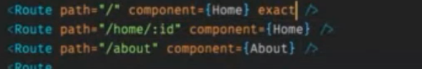 <Route path="/" component={Home} exact />
<Route path="/home/:id" component={Home} />
<Route path="/about" component={About} />
<Route